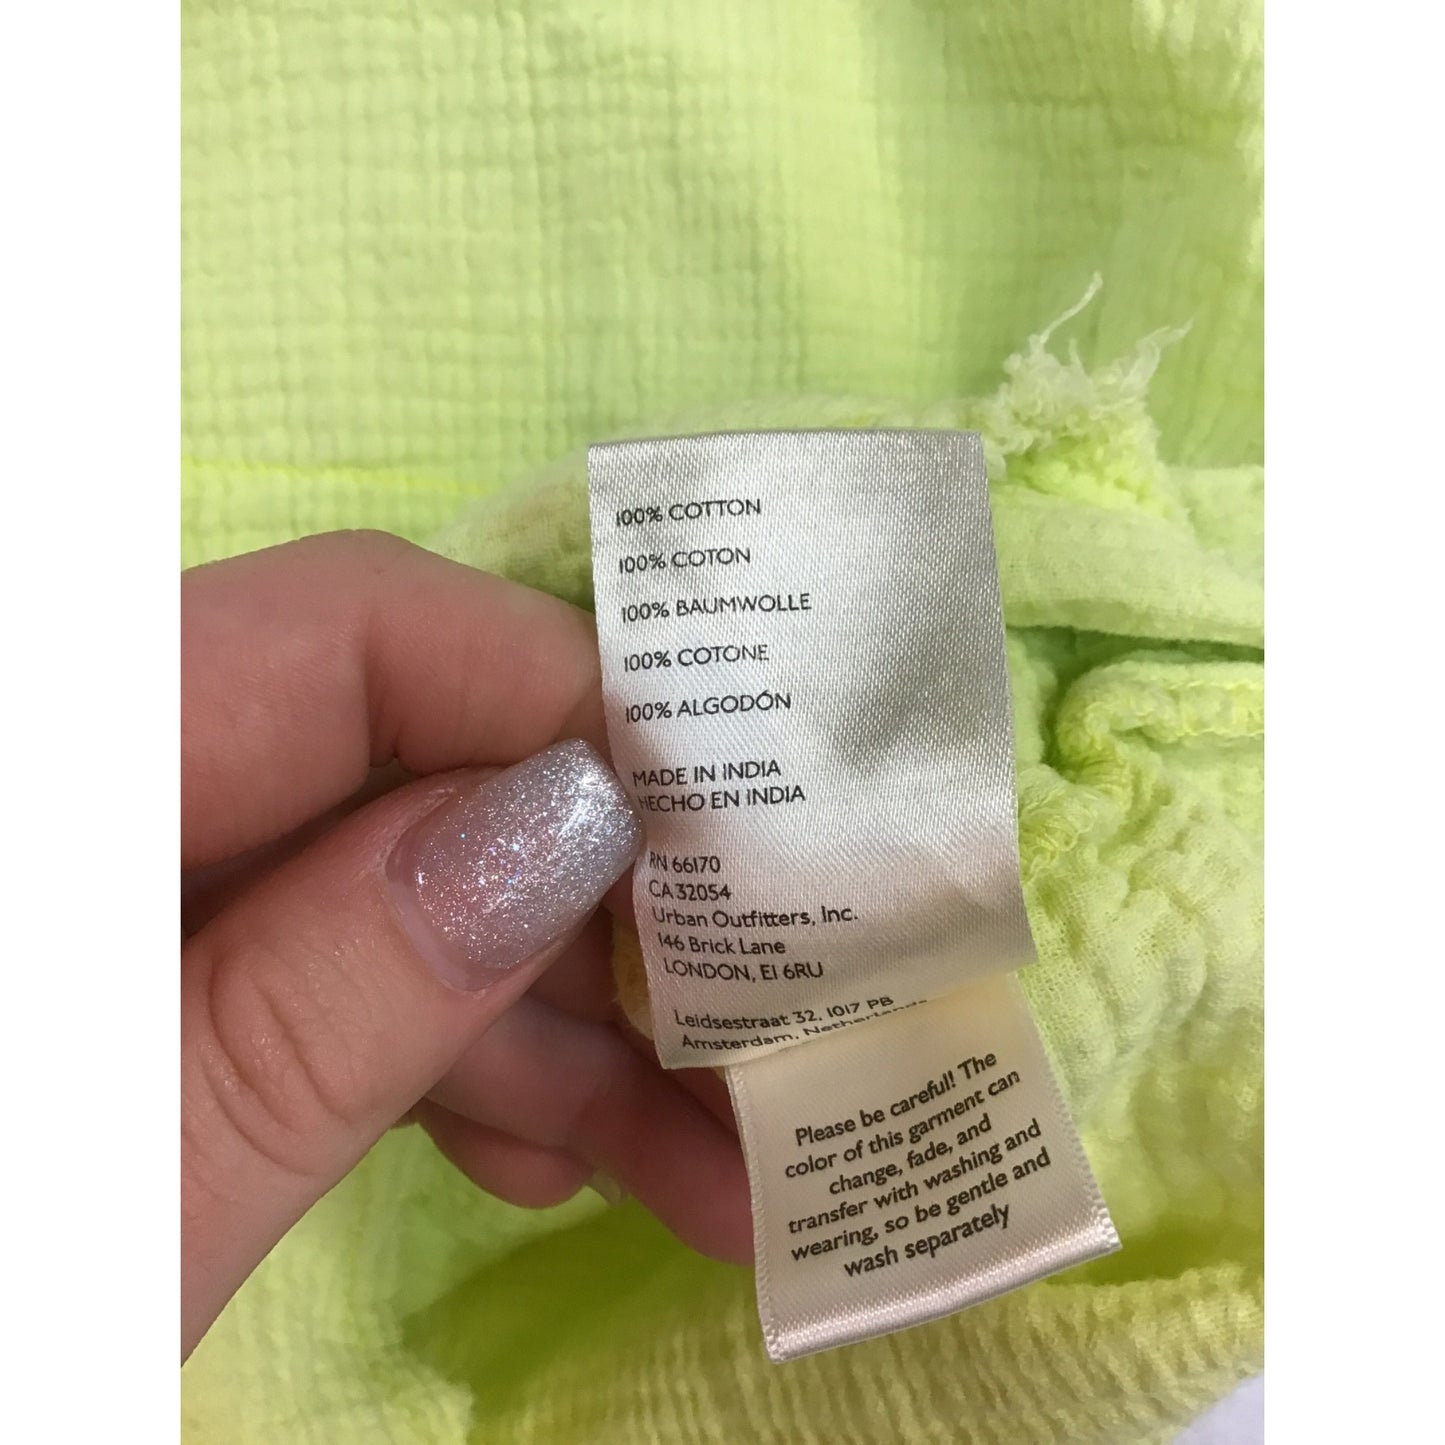 100% COTTON
100% COTON
100% BAUMWOLLE
100% COTONE
100% ALGODÓN
MADE IN INDIA
HECHO EN INDIA
RN 66170
CA 32054
Urban Outfitters, Inc.
146 Brick Lane
LONDON, E1 6RU
Leidsestraat 32, 1017 PB
Amsterdam, Netherlands
Please be careful! The
color of this garment can
change, fade, and
transfer with washing and
wearing, so be gentle and
wash separately